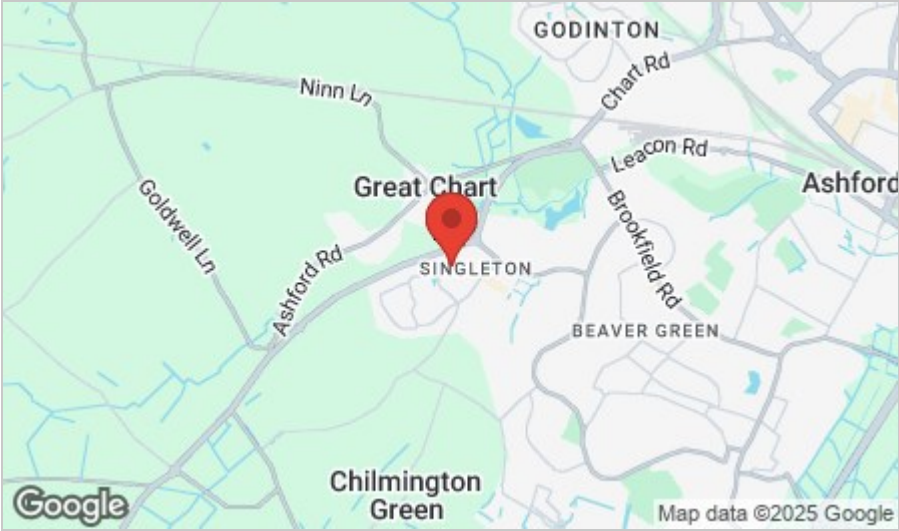 GODINTON
Chart Rd
Ninn Ln
Leacon Rd
Great Chart
Ashford
Goldwell Ln
Brookfield Rd
Ashford Rd
SINGLETON
BEAVER GREEN
Chilmington
Green
Google
Map data ©2025 Google